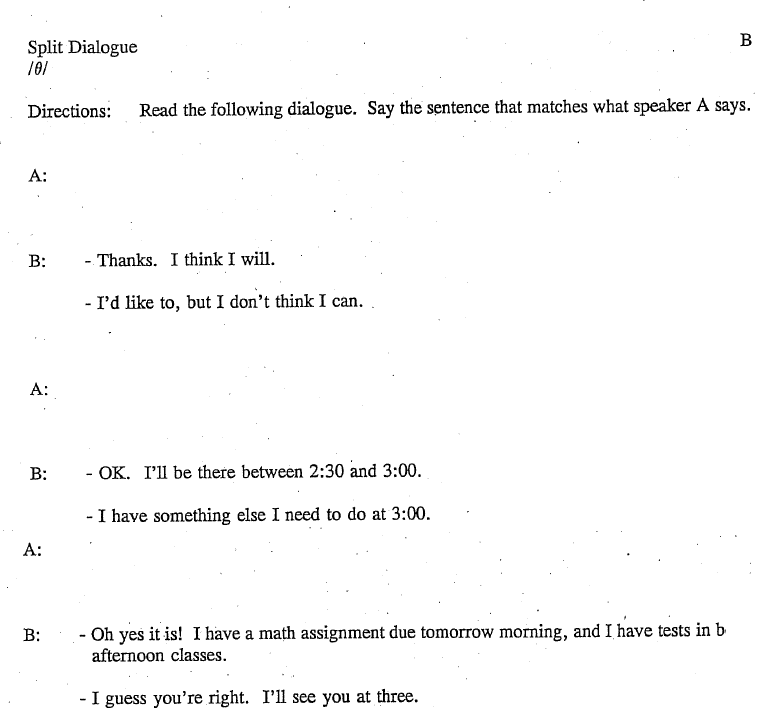 Split Dialogue
B
/θ/
Directions: Read the following dialogue. Say the sentence that matches what speaker A says.
A:
B: - Thanks. I think I will.
- I'd like to, but I don't think I can.
A:
B: - OK. I'll be there between 2:30 and 3:00.
- I have something else I need to do at 3:00.
A:
B: - Oh yes it is! I have a math assignment due tomorrow morning, and I have tests in b
afternoon classes.
- I guess you're right. I'll see you at three.